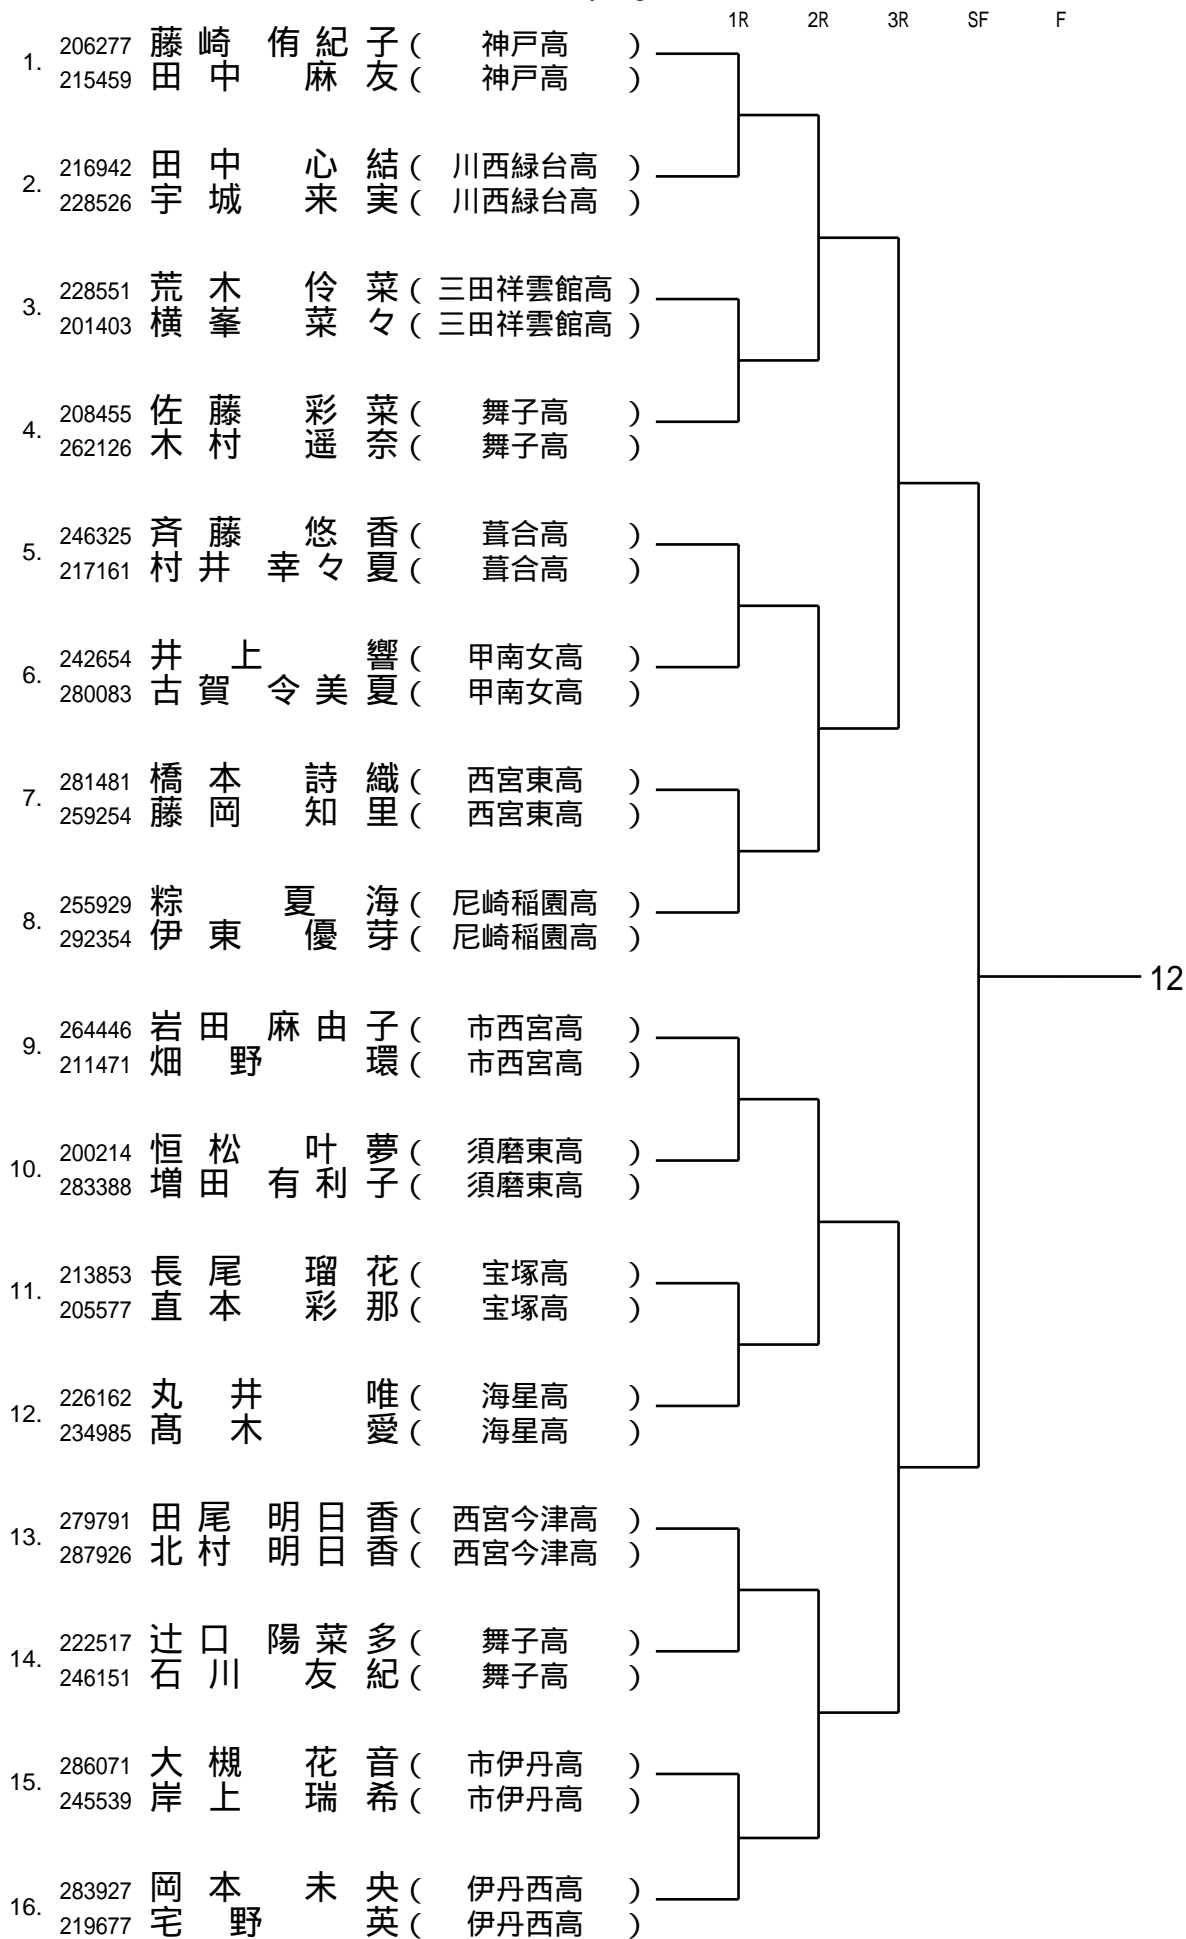 1R 2R 3R SF F
1. 206277 藤崎 侑紀子 ( 神戸高 )
215459 田中 麻友 ( 神戸高 )
2. 216942 田中 心結 ( 川西緑台高 )
228526 宇城 来実 ( 川西緑台高 )
3. 228551 荒木 伶菜 ( 三田祥雲館高 )
201403 横峯 菜々 ( 三田祥雲館高 )
4. 208455 佐藤 彩菜 ( 舞子高 )
262126 木村 遥奈 ( 舞子高 )
5. 246325 斉藤 悠香 ( 葺合高 )
217161 村井 幸々夏 ( 葺合高 )
6. 242654 井上 響 ( 甲南女高 )
280083 古賀 令美夏 ( 甲南女高 )
7. 281481 橋本 詩織 ( 西宮東高 )
259254 藤岡 知里 ( 西宮東高 )
8. 255929 粽 夏海 ( 尼崎稲園高 )
292354 伊東 優芽 ( 尼崎稲園高 )
12
9. 264446 岩田 麻由子 ( 市西宮高 )
211471 畑野 環 ( 市西宮高 )
10. 200214 恒松 叶夢 ( 須磨東高 )
283388 増田 有利子 ( 須磨東高 )
11. 213853 長尾 瑠花 ( 宝塚高 )
205577 直本 彩那 ( 宝塚高 )
12. 226162 丸井 唯 ( 海星高 )
234985 髙木 愛 ( 海星高 )
13. 279791 田尾 明日香 ( 西宮今津高 )
287926 北村 明日香 ( 西宮今津高 )
14. 222517 辻口 陽菜多 ( 舞子高 )
246151 石川 友紀 ( 舞子高 )
15. 286071 大槻 花音 ( 市伊丹高 )
245539 岸上 瑞希 ( 市伊丹高 )
16. 283927 岡本 未央 ( 伊丹西高 )
219677 宅野 英 ( 伊丹西高 )